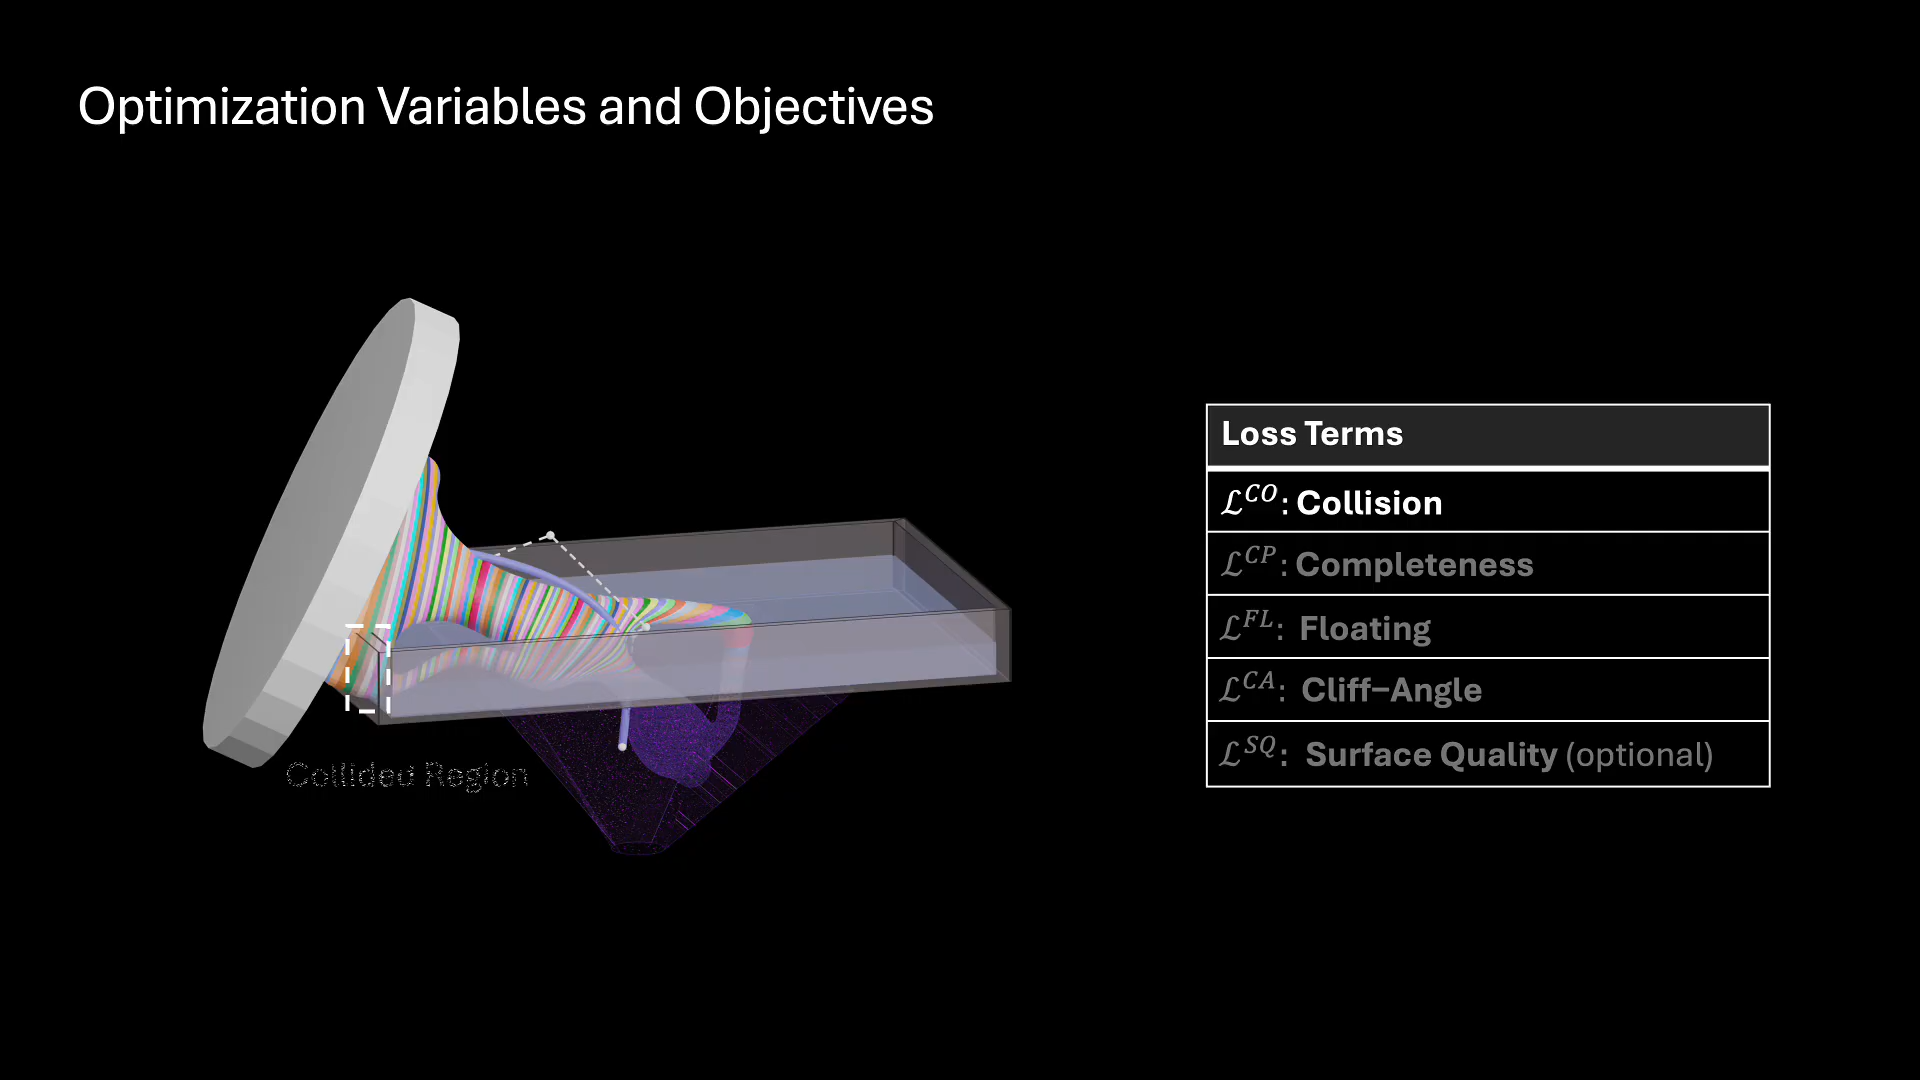 Optimization Variables and Objectives
Loss Terms
ℒ^CO: Collision
ℒ^CP: Completeness
ℒ^FL: Floating
ℒ^CA: Cliff–Angle
ℒ^SQ: Surface Quality (optional)
Collided Region